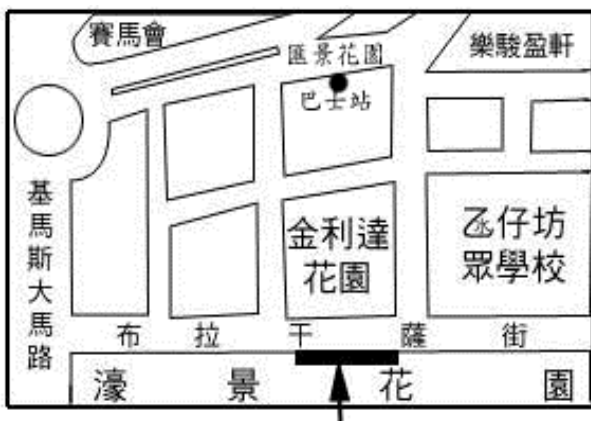 賽馬會
樂駿盈軒
匯景花園
巴士站
基馬斯大馬路
金利達
花園
氹仔坊
眾學校
布拉干薩街
濠景花園